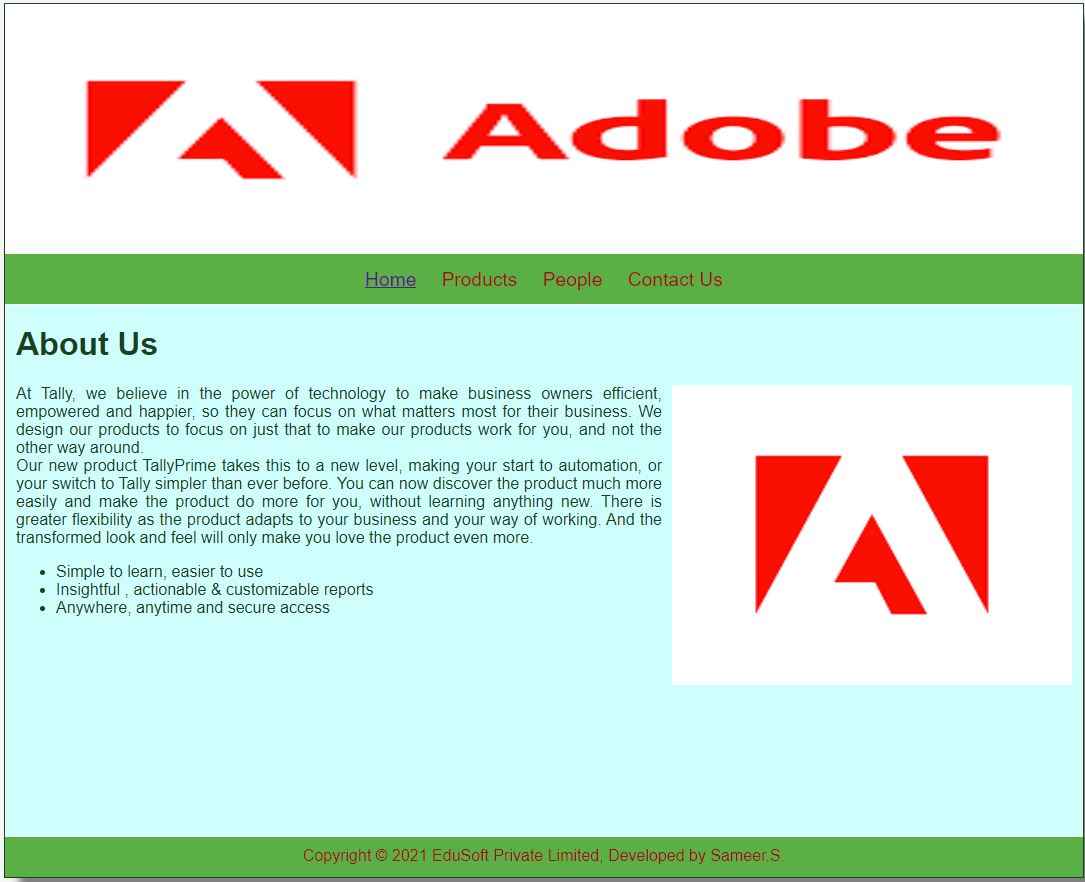 Adobe
Home Products People Contact Us
About Us
At Tally, we believe in the power of technology to make business owners efficient,
empowered and happier, so they can focus on what matters most for their business. We
design our products to focus on just that to make our products work for you, and not the
other way around.
Our new product TallyPrime takes this to a new level, making your start to automation, or
your switch to Tally simpler than ever before. You can now discover the product much more
easily and make the product do more for you, without learning anything new. There is
greater flexibility as the product adapts to your business and your way of working. And the
transformed look and feel will only make you love the product even more.
• Simple to learn, easier to use
• Insightful , actionable & customizable reports
• Anywhere, anytime and secure access
Copyright © 2021 EduSoft Private Limited, Developed by Sameer.S.